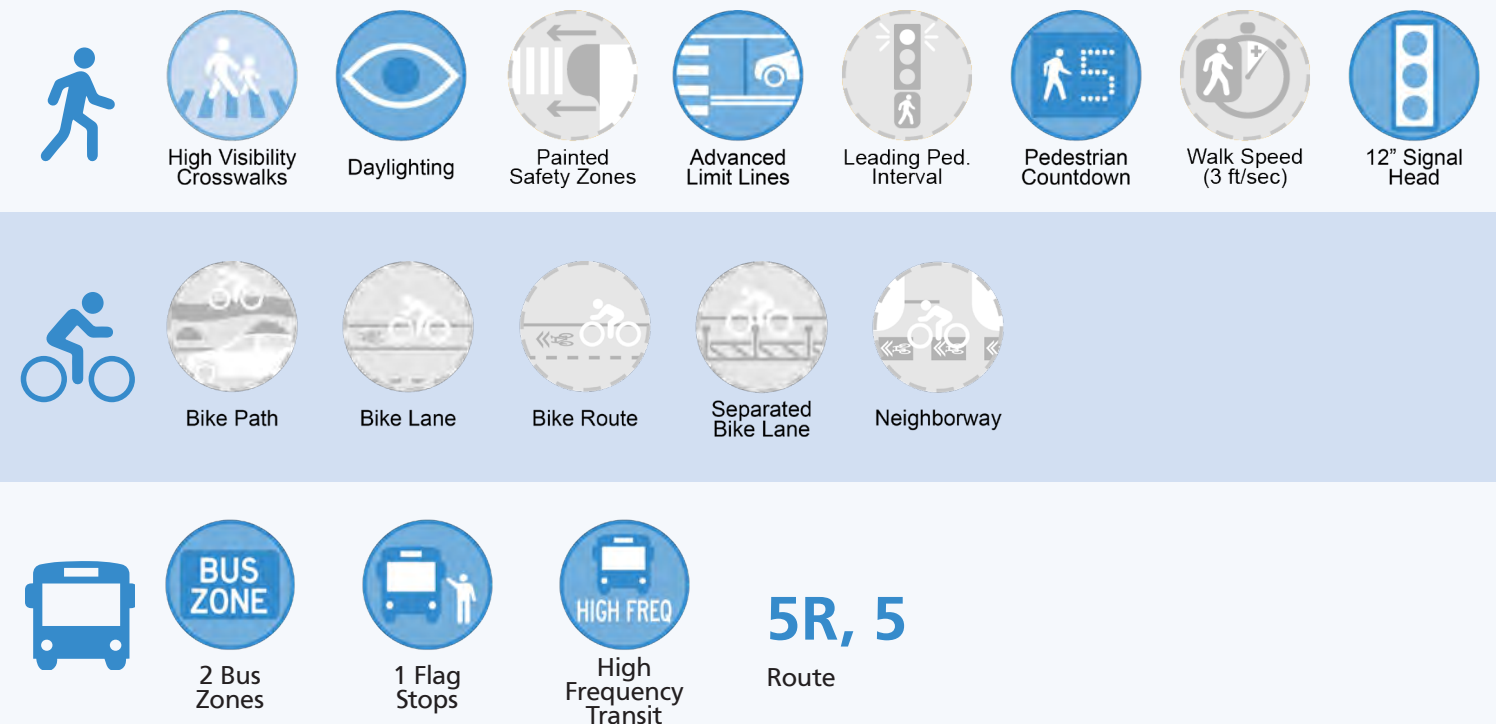 5
High Visibility
Crosswalks
Daylighting
Painted
Safety Zones
Advanced
Limit Lines
Leading Ped.
Interval
Pedestrian
Countdown
Walk Speed
(3 ft/sec)
12” Signal
Head
Bike Path
Bike Lane
Bike Route
Separated
Bike Lane
Neighborway
BUS
ZONE
2 Bus
Zones
1 Flag
Stops
HIGH FREQ
High
Frequency
Transit
5R, 5
Route